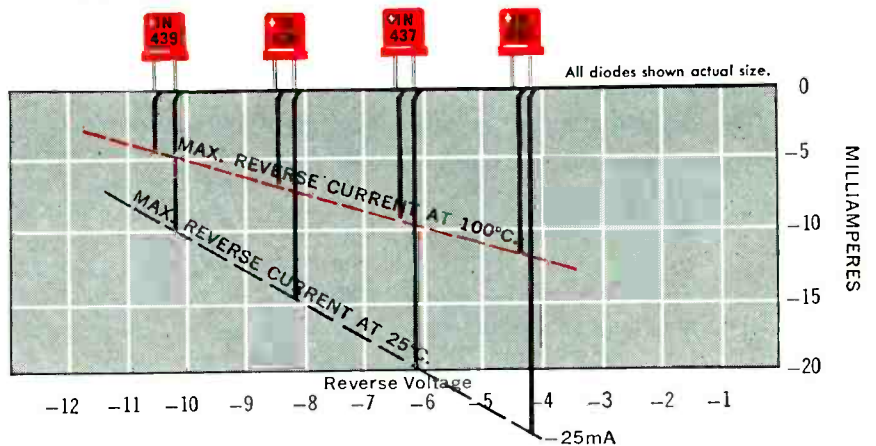 IN
439
IN
437
All diodes shown actual size.
0
MAX. REVERSE CURRENT AT 100°C.
-5
MAX. REVERSE CURRENT AT 25°C.
-10
MILLIAMPERES
-15
-20
Reverse Voltage
-12 -11 -10 -9 -8 -7 -6 -5 -4 -3 -2 -1
-25mA